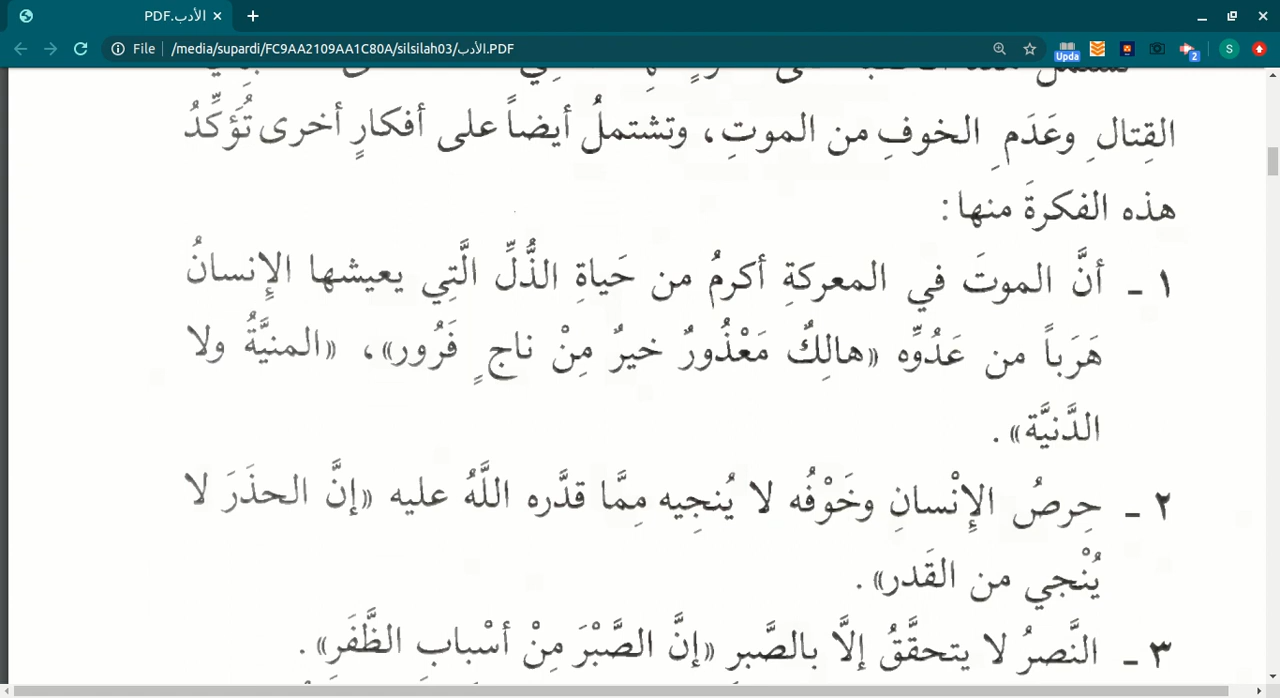 الأدب.PDF
File
/media/supardi/FC9AA2109AA1C80A/silsilah03/الأدب.PDF
Upda
2
S
القِتالِ وعَدَمِ الخوفِ من الموتِ، وتشتملُ أيضاً على أفكارٍ أخرى تُؤَكِّدُ
هذه الفكرةَ منها:
١ - أنَّ الموتَ في المعركةِ أكرمُ من حَياةِ الذُّلِّ الَّتِي يعيشها الإِنسانُ
هَرَباً من عَدُوِّه «هالِكٌ مَعْذُورٌ خيرٌ مِنْ ناجٍ فَرُور»، «المنيَّةُ ولا
الدَّنيَّة».
٢ - حِرصُ الإِنْسانِ وخَوْفُه لا يُنجِيه مِمَّا قدَّره اللَّهُ عليه «إنَّ الحذَرَ لا
يُنْجي من القَدر».
٣ - النَّصرُ لا يتحقَّقُ إلَّا بالصَّبرِ «إنَّ الصَّبْرَ مِنْ أسْبابِ الظَّفَرِ».